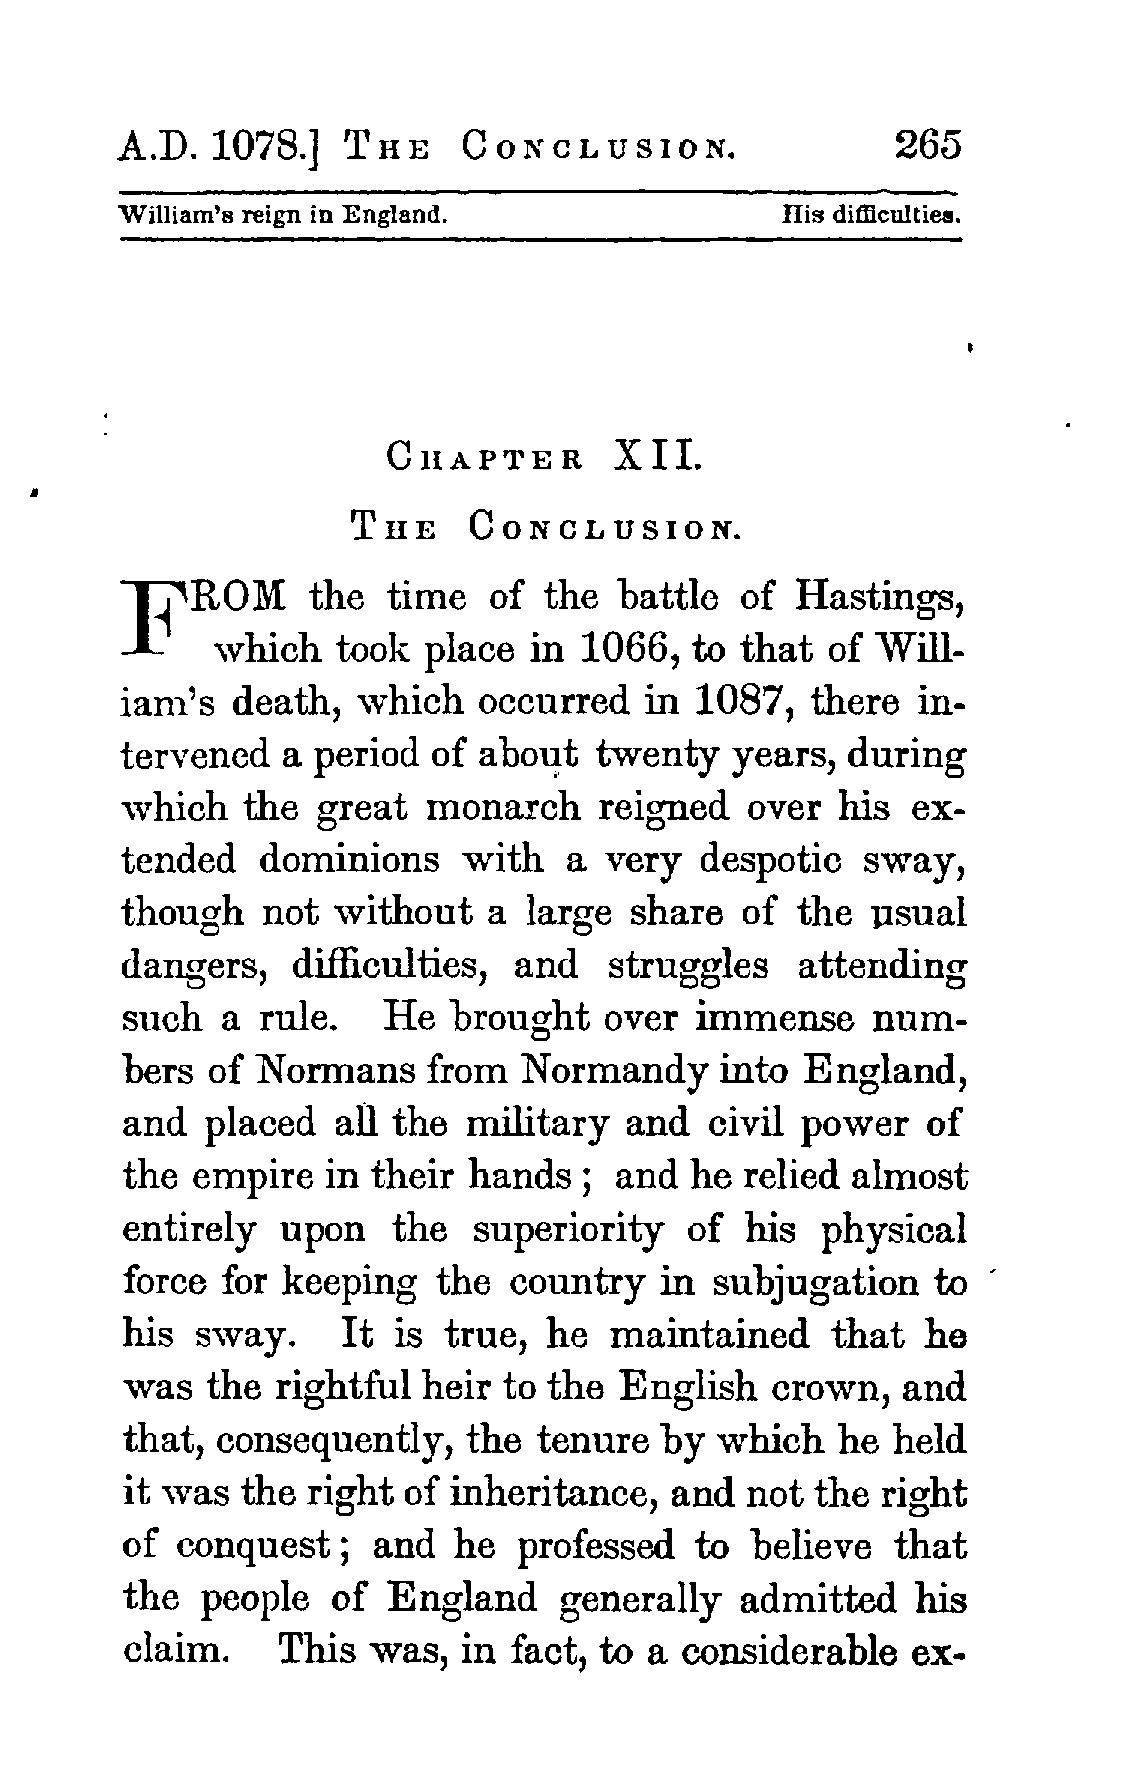 A.D. 1078.] The Conclusion. 265
William's reign in England. His difficulties.
Chapter XII.
The Conclusion.
FROM the time of the battle of Hastings,
which took place in 1066, to that of Will-
iam's death, which occurred in 1087, there in-
tervened a period of about twenty years, during
which the great monarch reigned over his ex-
tended dominions with a very despotic sway,
though not without a large share of the usual
dangers, difficulties, and struggles attending
such a rule. He brought over immense num-
bers of Normans from Normandy into England,
and placed all the military and civil power of
the empire in their hands; and he relied almost
entirely upon the superiority of his physical
force for keeping the country in subjugation to
his sway. It is true, he maintained that he
was the rightful heir to the English crown, and
that, consequently, the tenure by which he held
it was the right of inheritance, and not the right
of conquest; and he professed to believe that
the people of England generally admitted his
claim. This was, in fact, to a considerable ex-